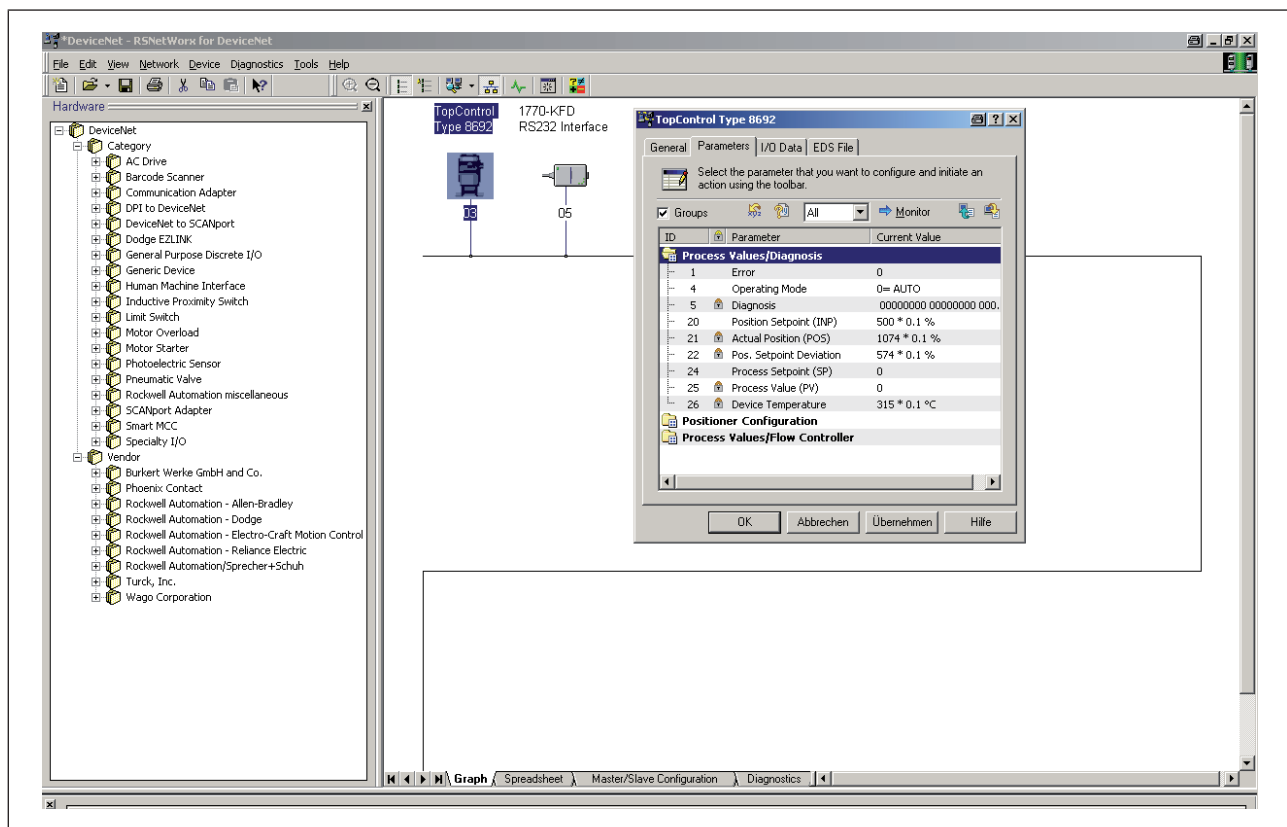 *DeviceNet - RSNetWorx for DeviceNet
File Edit View Network Device Diagnostics Tools Help
Hardware
DeviceNet
Category
AC Drive
Barcode Scanner
Communication Adapter
DPI to DeviceNet
DeviceNet to SCANport
Dodge EZLINK
General Purpose Discrete I/O
Generic Device
Human Machine Interface
Inductive Proximity Switch
Limit Switch
Motor Overload
Motor Starter
Photoelectric Sensor
Pneumatic Valve
Rockwell Automation miscellaneous
SCANport Adapter
Smart MCC
Specialty I/O
Vendor
Burkert Werke GmbH and Co.
Phoenix Contact
Rockwell Automation - Allen-Bradley
Rockwell Automation - Dodge
Rockwell Automation - Electro-Craft Motion Control
Rockwell Automation - Reliance Electric
Rockwell Automation/Sprecher+Schuh
Turck, Inc.
Wago Corporation
TopControl
Type 8692
03
1770-KFD
RS232 Interface
05
TopControl Type 8692
General Parameters I/O Data EDS File
Select the parameter that you want to configure and initiate an
action using the toolbar.
Groups All Monitor
ID Parameter Current Value
Process Values/Diagnosis
1 Error 0
4 Operating Mode 0= AUTO
5 Diagnosis 00000000 00000000 000.
20 Position Setpoint (INP) 500 * 0.1 %
21 Actual Position (POS) 1074 * 0.1 %
22 Pos. Setpoint Deviation 574 * 0.1 %
24 Process Setpoint (SP) 0
25 Process Value (PV) 0
26 Device Temperature 315 * 0.1 °C
Positioner Configuration
Process Values/Flow Controller
OK Abbrechen Übernehmen Hilfe
Graph Spreadsheet Master/Slave Configuration Diagnostics